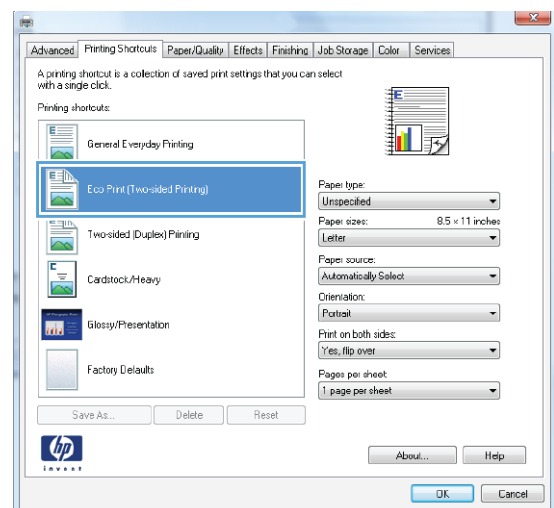 Advanced Printing Shortcuts Paper/Quality Effects Finishing Job Storage Color Services
A printing shortcut is a collection of saved print settings that you can select
with a single click.
Printing shortcuts:
General Everyday Printing
Eco Print (Two-sided Printing)
Two-sided (Duplex) Printing
Cardstock/Heavy
Glossy/Presentation
Factory Defaults
Save As... Delete Reset
E
Paper type:
Unspecified
Paper sizes: 8.5 × 11 inches
Letter
Paper source:
Automatically Select
Orientation:
Portrait
Print on both sides:
Yes, flip over
Pages per sheet:
1 page per sheet
hp
invent
About... Help
OK Cancel